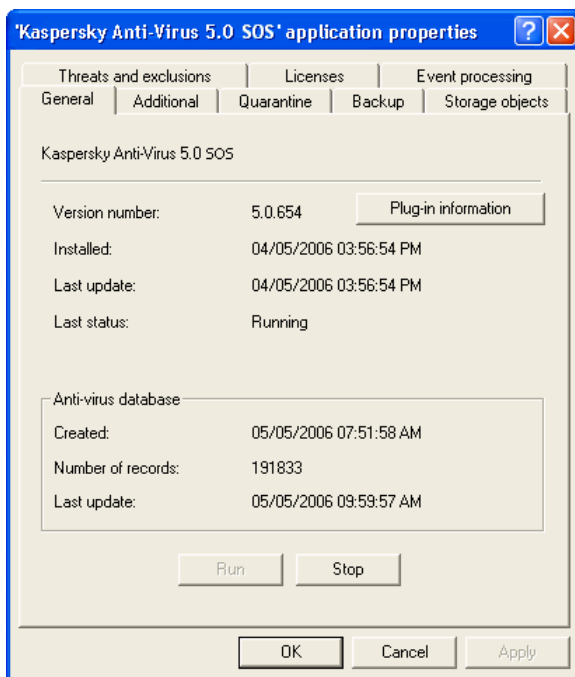 'Kaspersky Anti-Virus 5.0 SOS' application properties ?
Threats and exclusions Licenses Event processing
General Additional Quarantine Backup Storage objects
Kaspersky Anti-Virus 5.0 SOS
Version number: 5.0.654 Plug-in information
Installed: 04/05/2006 03:56:54 PM
Last update: 04/05/2006 03:56:54 PM
Last status: Running
Anti-virus database
Created: 05/05/2006 07:51:58 AM
Number of records: 191833
Last update: 05/05/2006 09:59:57 AM
Run Stop
OK Cancel Apply